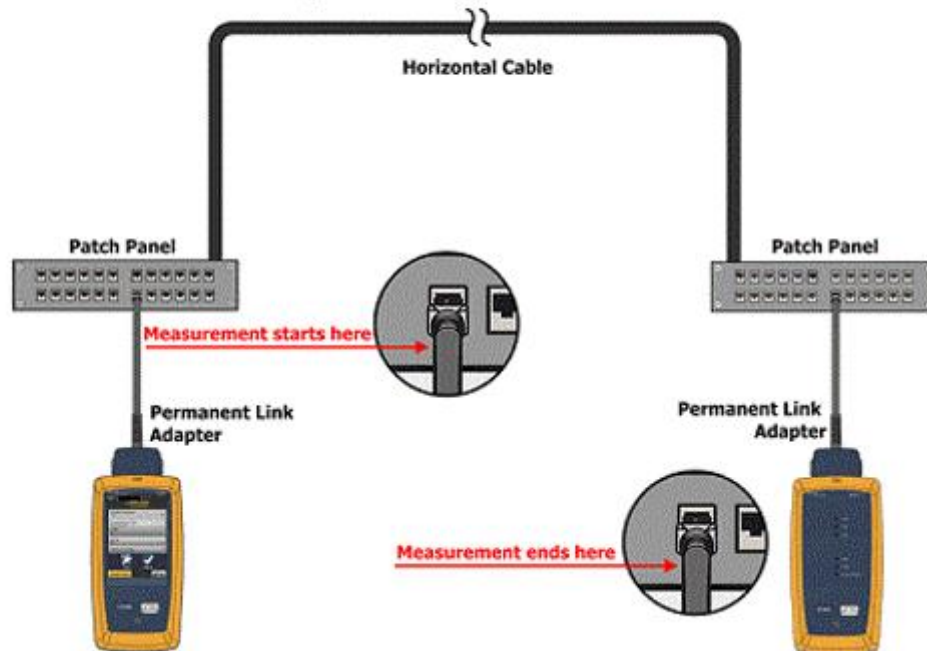 Horizontal Cable
Patch Panel
Patch Panel
Measurement starts here
Permanent Link
Adapter
Permanent Link
Adapter
Measurement ends here